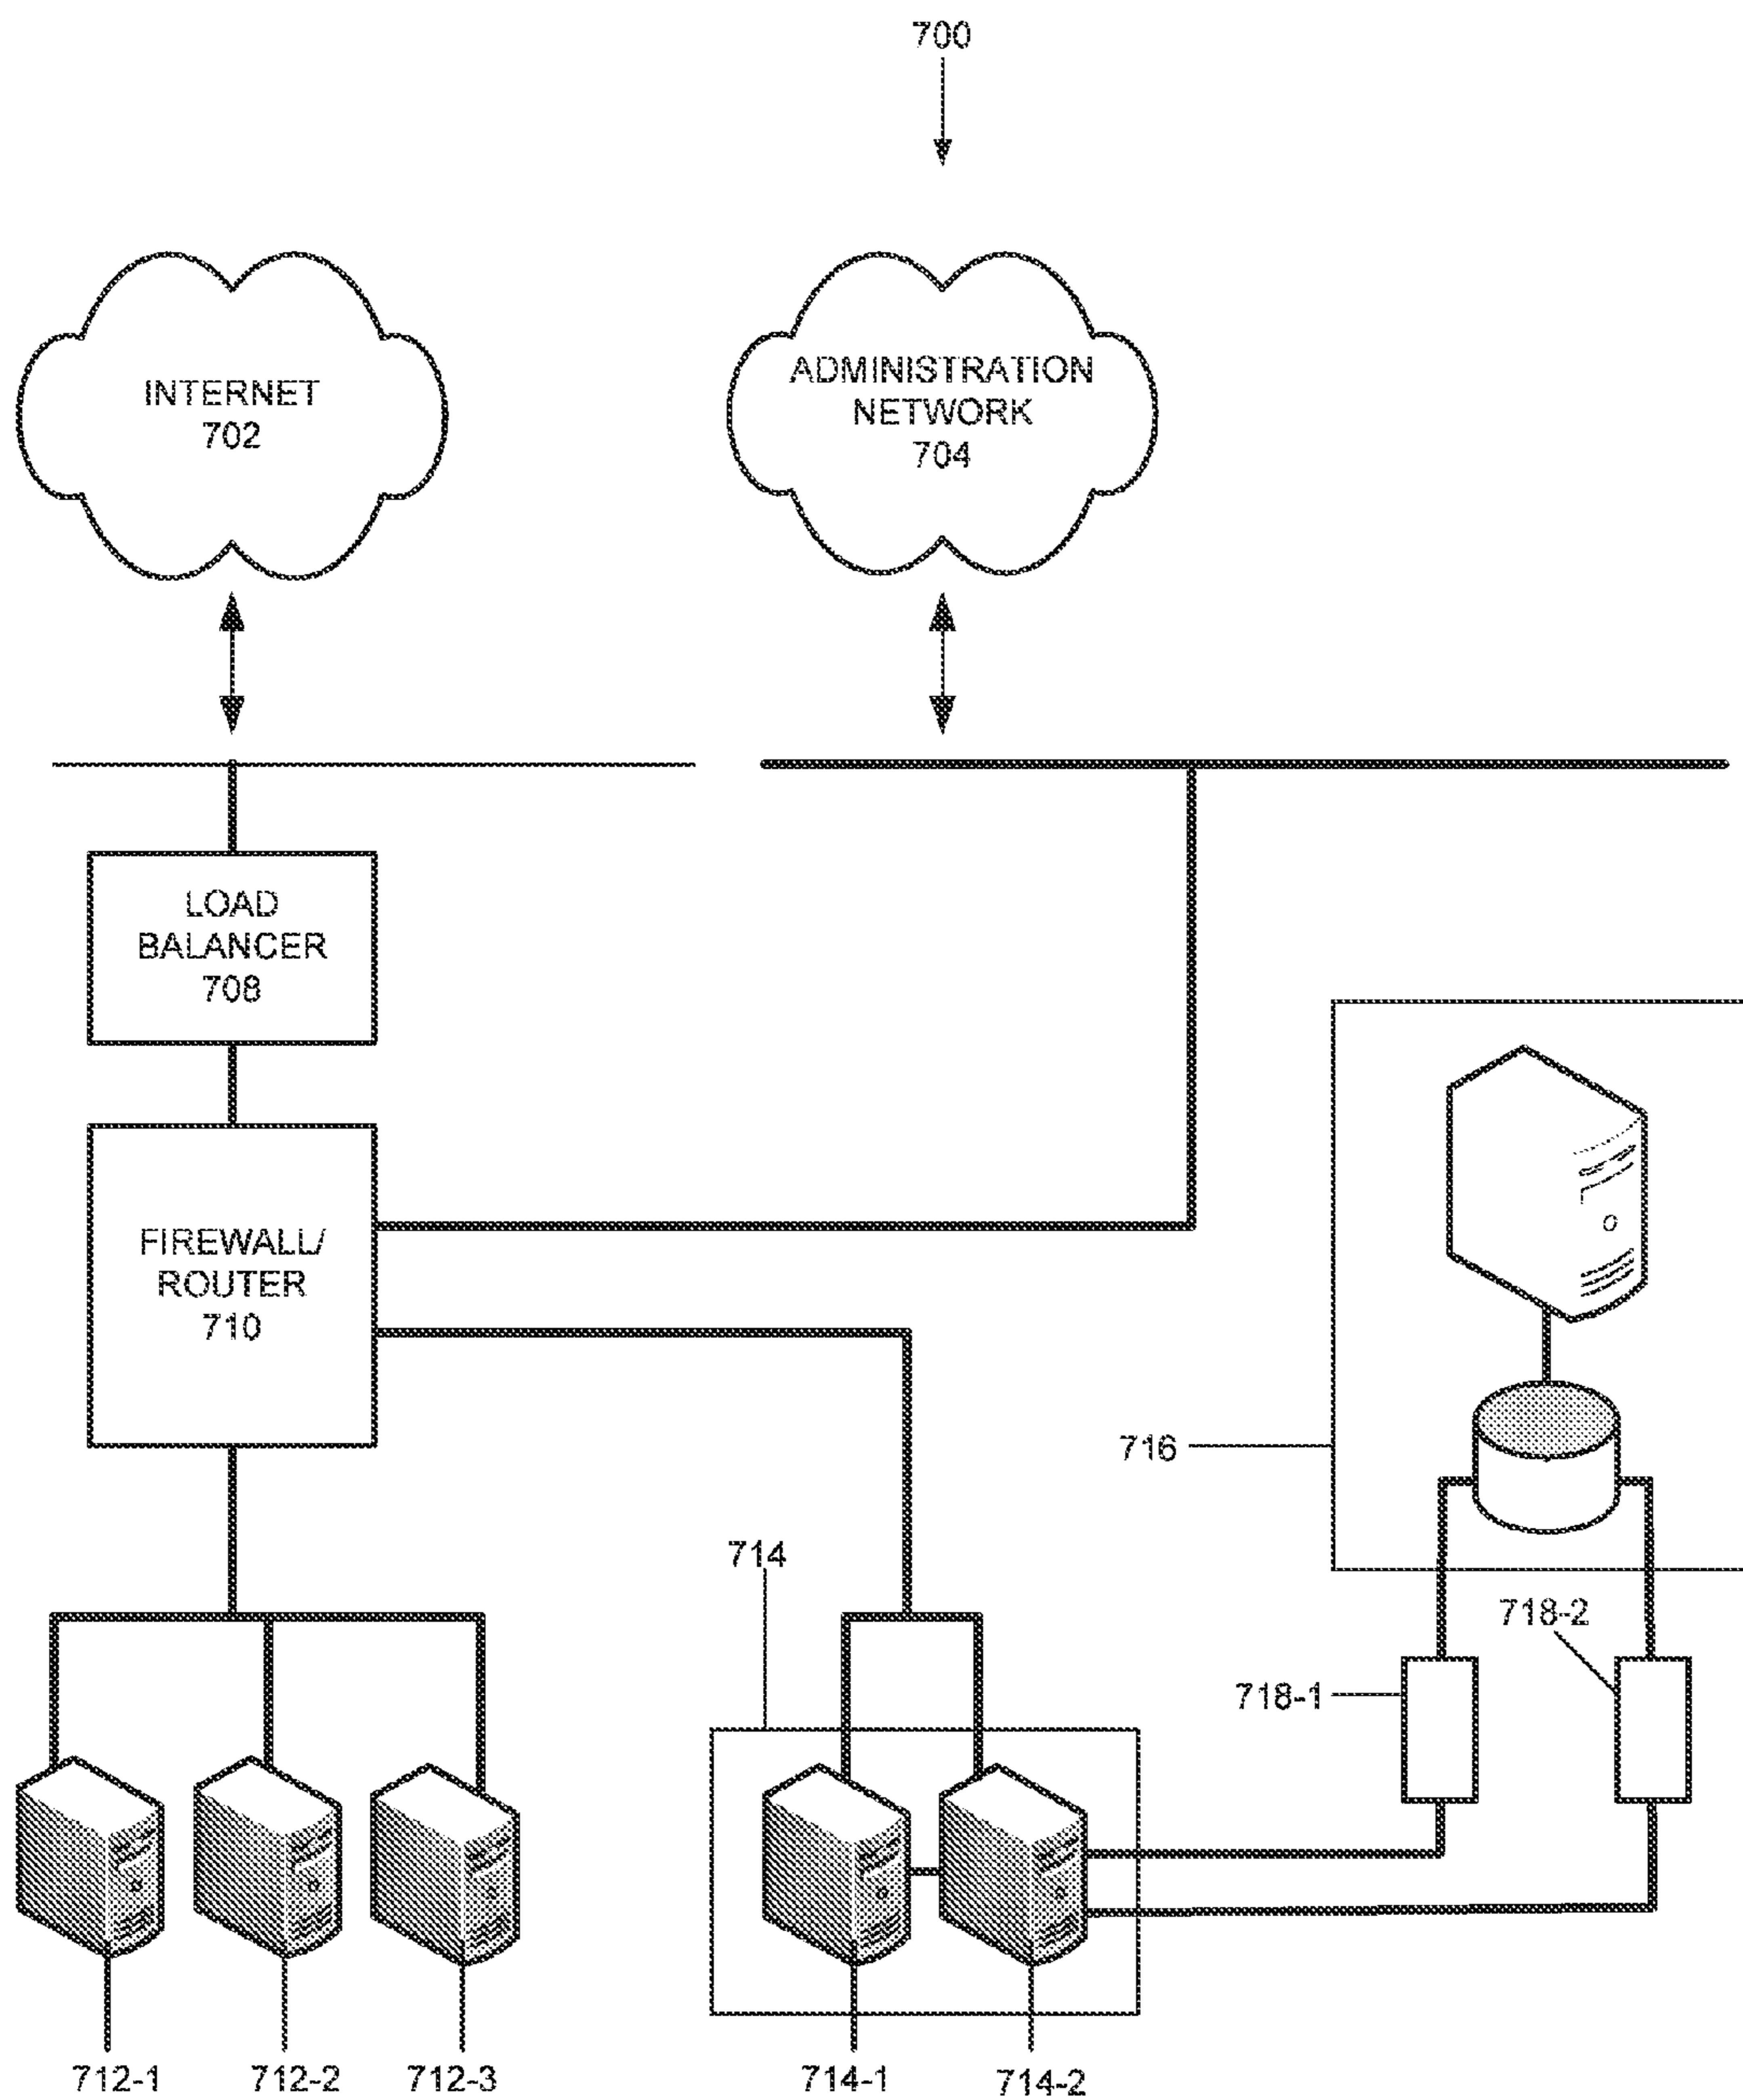 700
INTERNET
702
ADMINISTRATION
NETWORK
704
LOAD
BALANCER
708
FIREWALL/
ROUTER
710
716
714
718-2
718-1
712-1
712-2
712-3
714-1
714-2